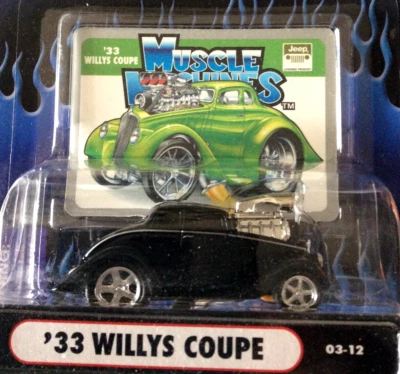 '33
WILLYS COUPE
MUSCLE
MACHINES
TM
Jeep
'33 WILLYS COUPE
03-12